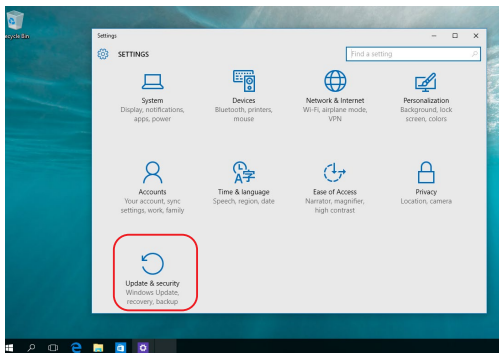 ecycle Bin
Settings
SETTINGS
Find a setting
System
Display, notifications,
apps, power
Devices
Bluetooth, printers,
mouse
Network & Internet
Wi-Fi, airplane mode,
VPN
Personalization
Background, lock
screen, colors
Accounts
Your account, sync
settings, work, family
Time & language
Speech, region, date
Ease of Access
Narrator, magnifier,
high contrast
Privacy
Location, camera
Update & security
Windows Update,
recovery, backup